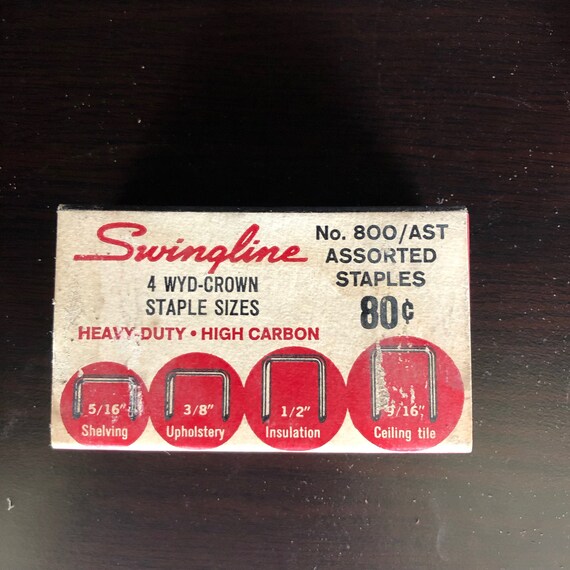 Swingline
No. 800/AST
ASSORTED
STAPLES
80¢
4 WYD-CROWN
STAPLE SIZES
HEAVY-DUTY • HIGH CARBON
5/16"
Shelving
3/8"
Upholstery
1/2"
Insulation
9/16"
Ceiling tile